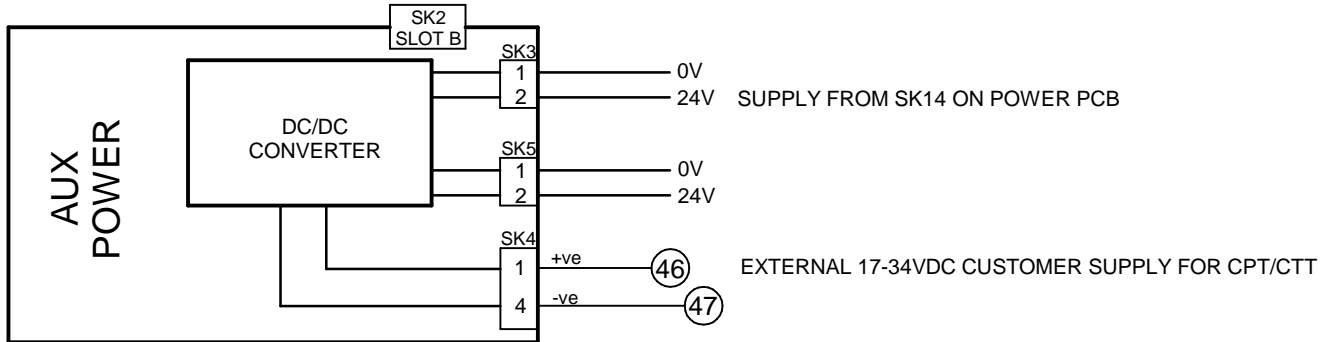 SK2
SLOT B
SK3
1 0V
2 24V SUPPLY FROM SK14 ON POWER PCB
DC/DC
CONVERTER
AUX
POWER
SK5
1 0V
2 24V
SK4
1 +ve 46 EXTERNAL 17-34VDC CUSTOMER SUPPLY FOR CPT/CTT
4 -ve 47